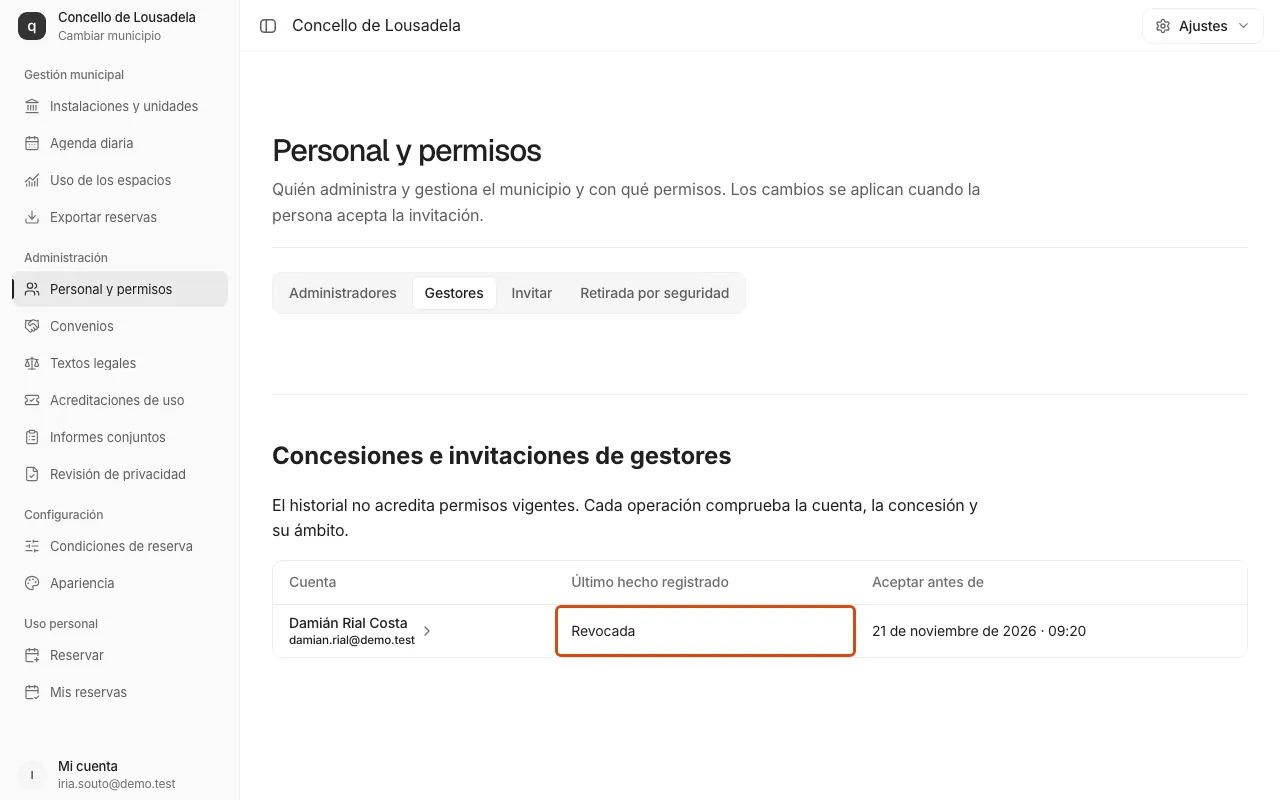 q
Concello de Lousadela
Cambiar municipio
Gestión municipal
Instalaciones y unidades
Agenda diaria
Uso de los espacios
Exportar reservas
Administración
Personal y permisos
Convenios
Textos legales
Acreditaciones de uso
Informes conjuntos
Revisión de privacidad
Configuración
Condiciones de reserva
Apariencia
Uso personal
Reservar
Mis reservas
I
Mi cuenta
iria.souto@demo.test
Concello de Lousadela
Ajustes
Personal y permisos
Quién administra y gestiona el municipio y con qué permisos. Los cambios se aplican cuando la
persona acepta la invitación.
Administradores Gestores Invitar Retirada por seguridad
Concesiones e invitaciones de gestores
El historial no acredita permisos vigentes. Cada operación comprueba la cuenta, la concesión y
su ámbito.
Cuenta Último hecho registrado Aceptar antes de
Damián Rial Costa
damian.rial@demo.test
Revocada
21 de noviembre de 2026 · 09:20